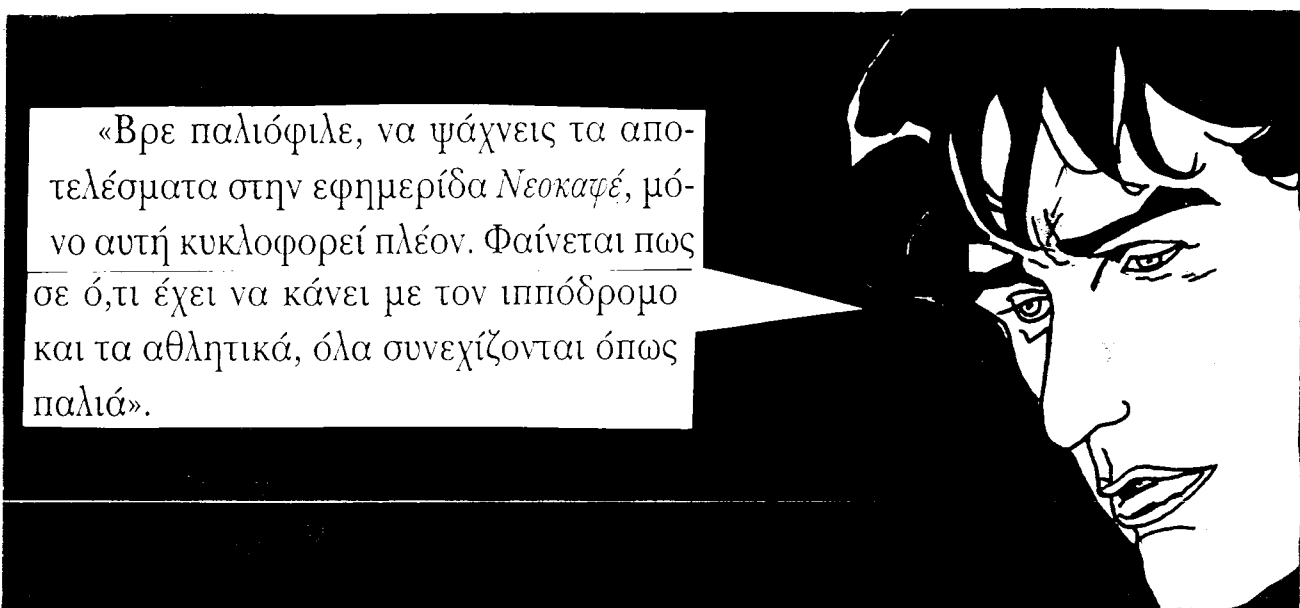 «Βρε παλιόφιλε, να ψάχνεις τα απο-
τελέσματα στην εφημερίδα Νεοκαφέ, μό-
νο αυτή κυκλοφορεί πλέον. Φαίνεται πως
σε ό,τι έχει να κάνει με τον ιππόδρομο
και τα αθλητικά, όλα συνεχίζονται όπως
παλιά».